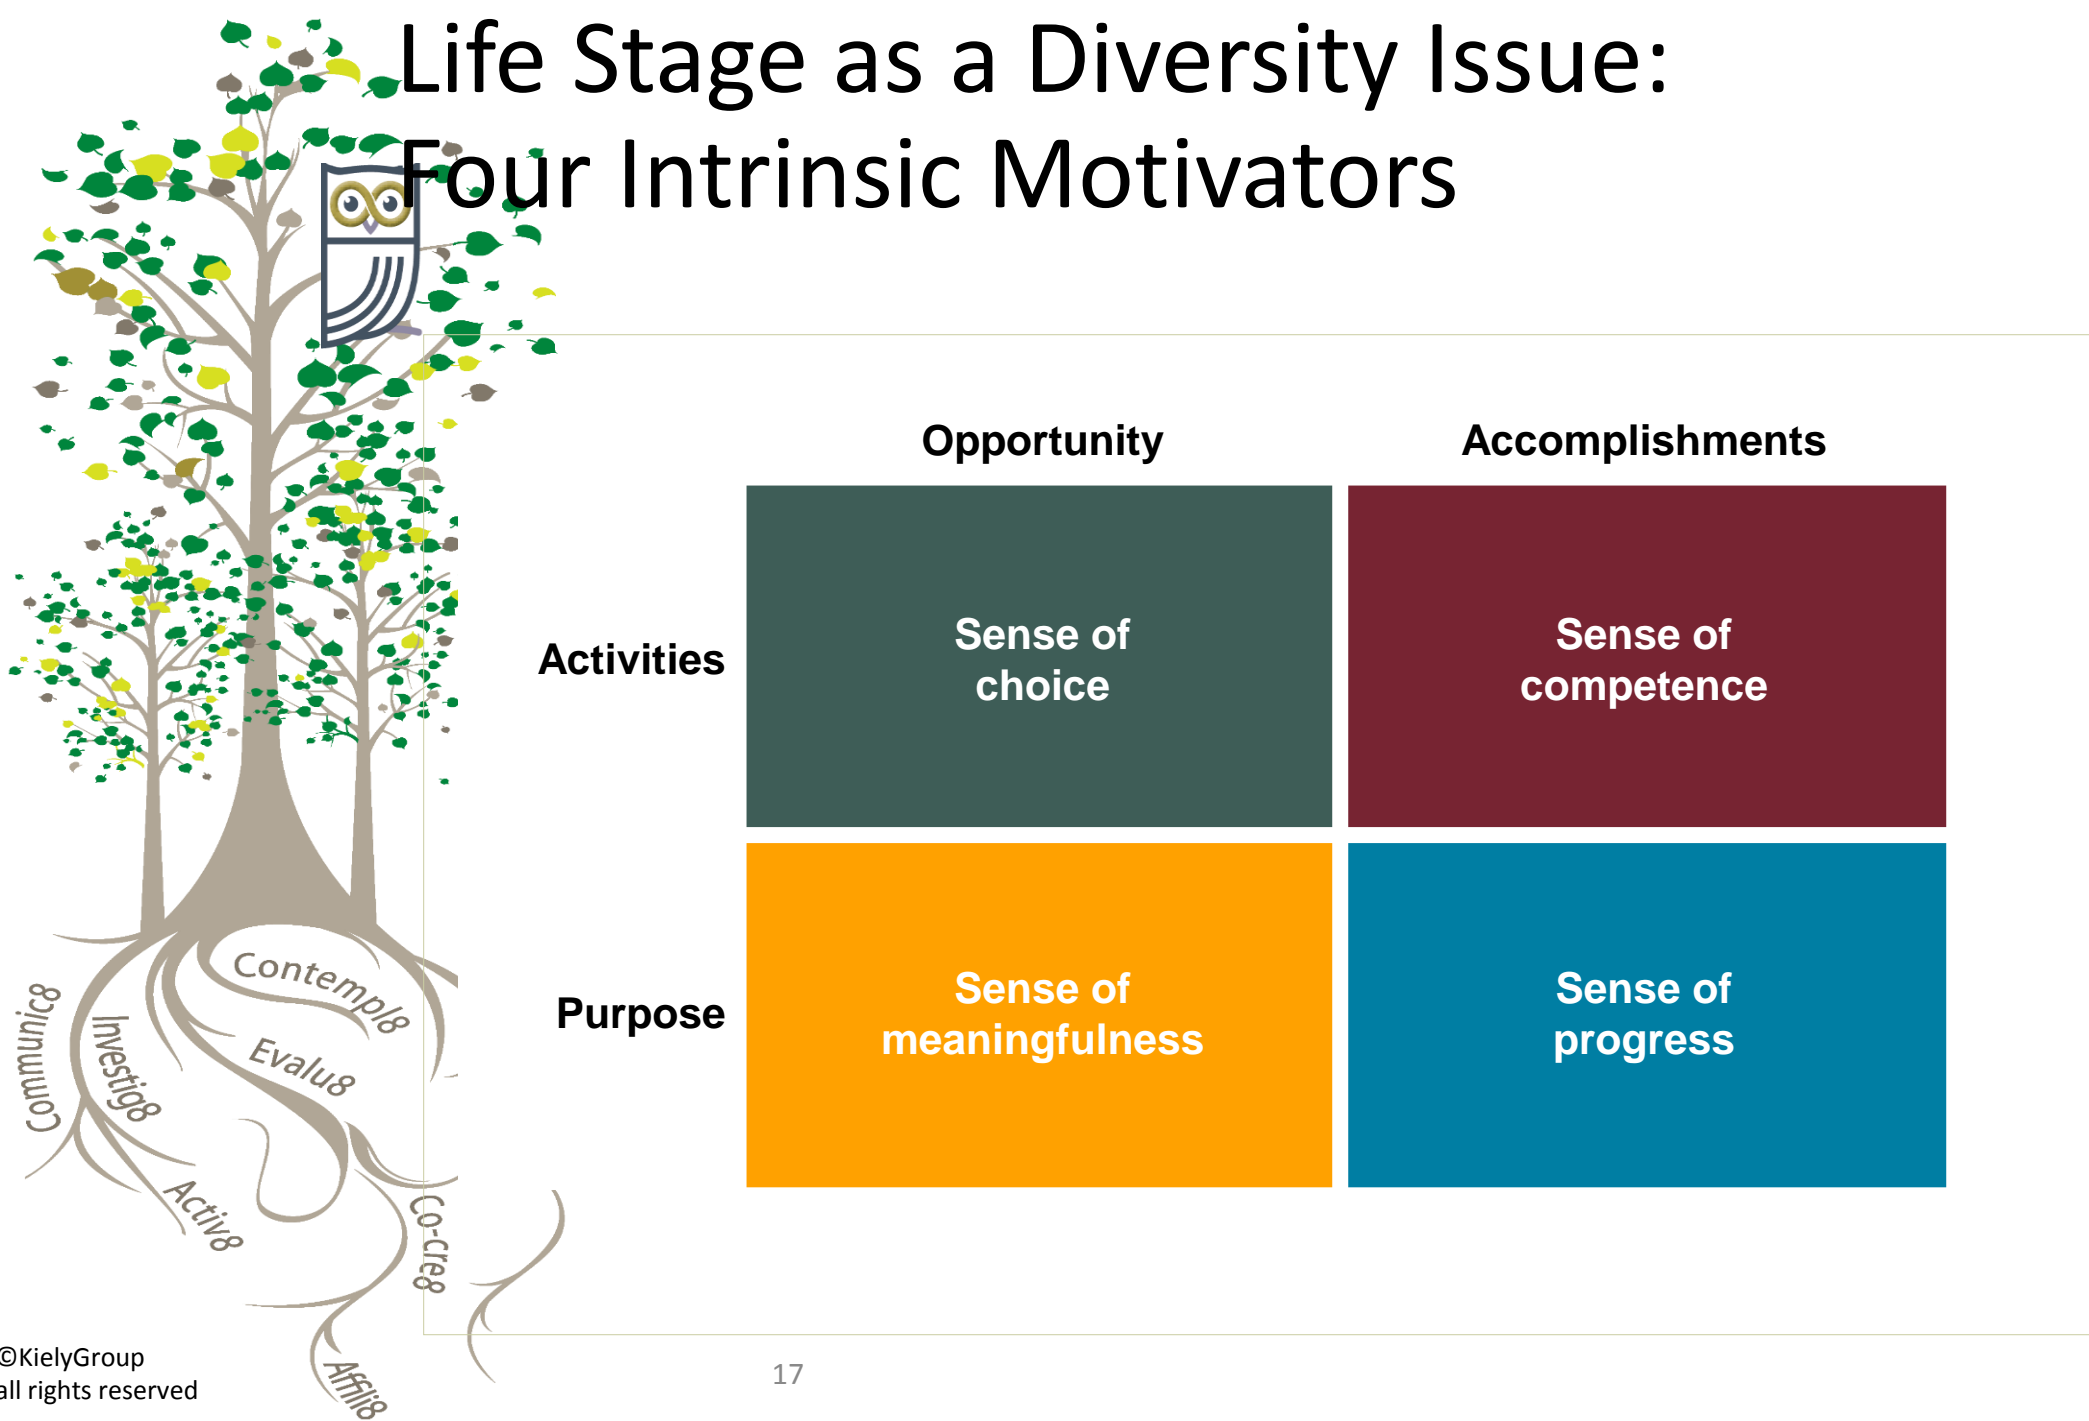 Life Stage as a Diversity Issue:
Four Intrinsic Motivators
Opportunity
Accomplishments
Activities
Sense of
choice
Sense of
competence
Purpose
Sense of
meaningfulness
Sense of
progress
Contempl8
Communic8
Investig8
Evalu8
Activ8
Co-cre8
Affili8
©KielyGroup
all rights reserved
17